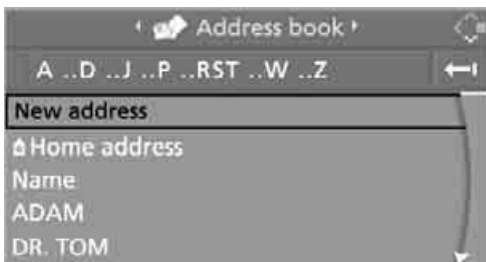 Address book
A ..D ..J ..P ..RST ..W ..Z
New address
Home address
Name
ADAM
DR. TOM